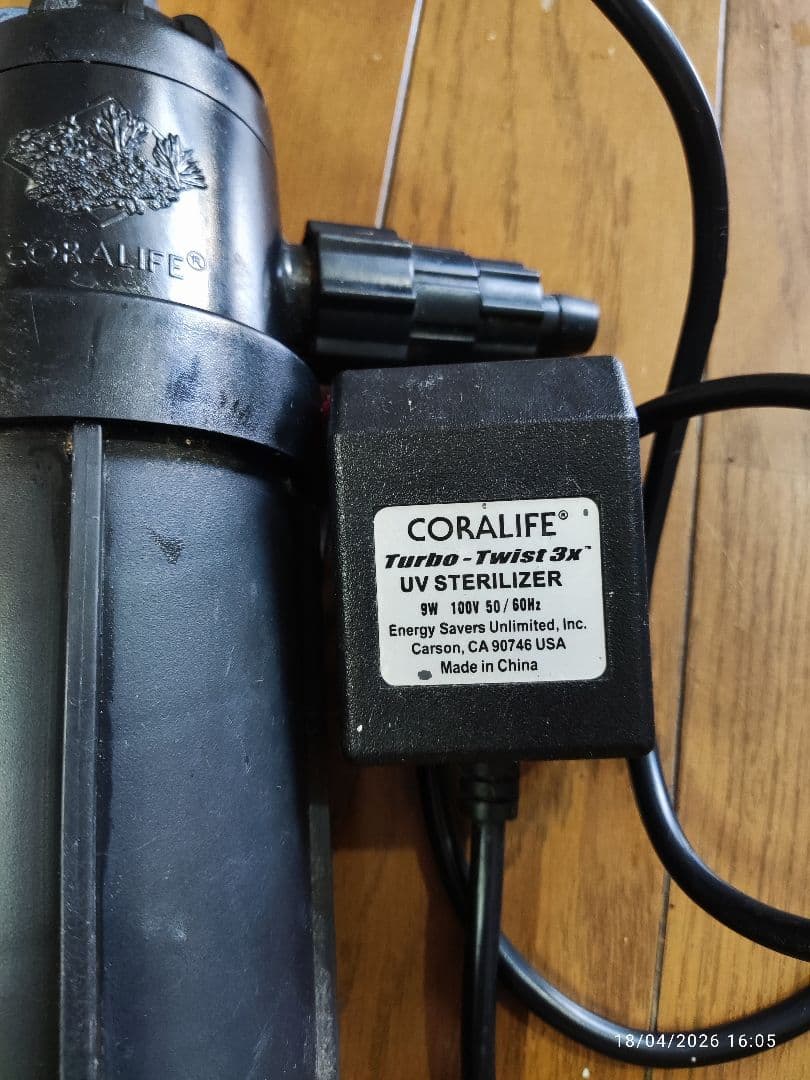 CORALIFE®
CORALIFE®
Turbo-Twist 3x™
UV STERILIZER
9W 100V 50/60Hz
Energy Savers Unlimited, Inc.
Carson, CA 90746 USA
Made in China
18/04/2026 16:05